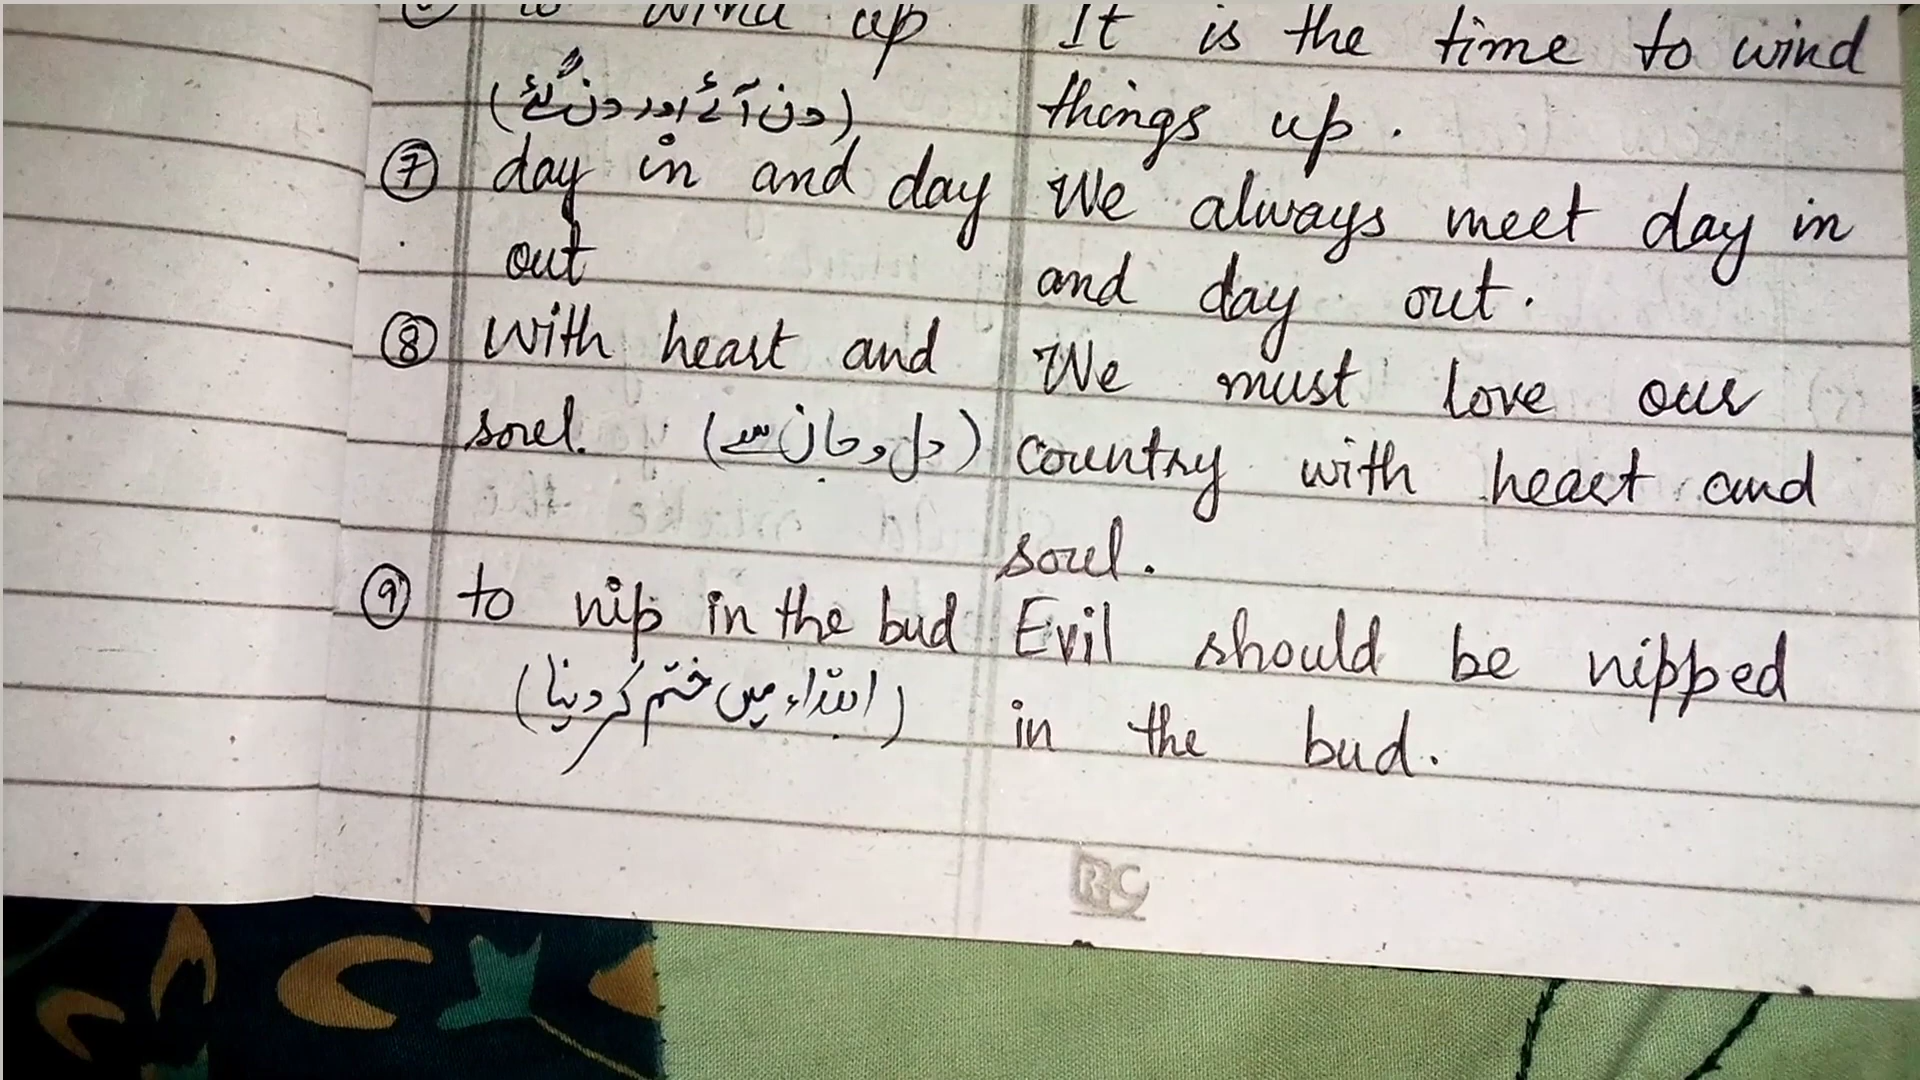 to wind up It is the time to wind
(دن آئے اور دن گئے) things up.
7 day in and day We always meet day in
out and day out.
8 With heart and We must love our
soul. (دل و جان سے) country with heart and
soul.
9 to nip in the bud Evil should be nipped
(ابتداء میں ختم کر دینا) in the bud.
RC